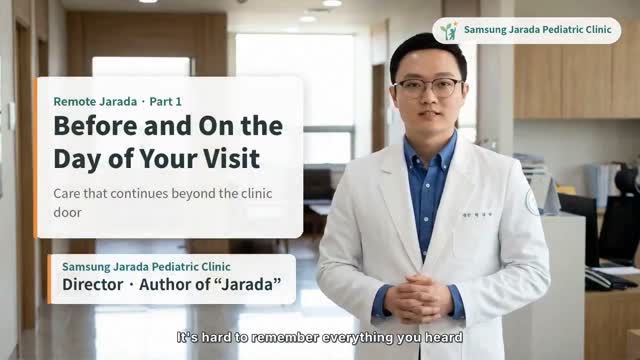 Samsung Jarada Pediatric Clinic
Remote Jarada · Part 1
Before and On the
Day of Your Visit
Care that continues beyond the clinic
door
Samsung Jarada Pediatric Clinic
Director · Author of “Jarada”
It's hard to remember everything you heard